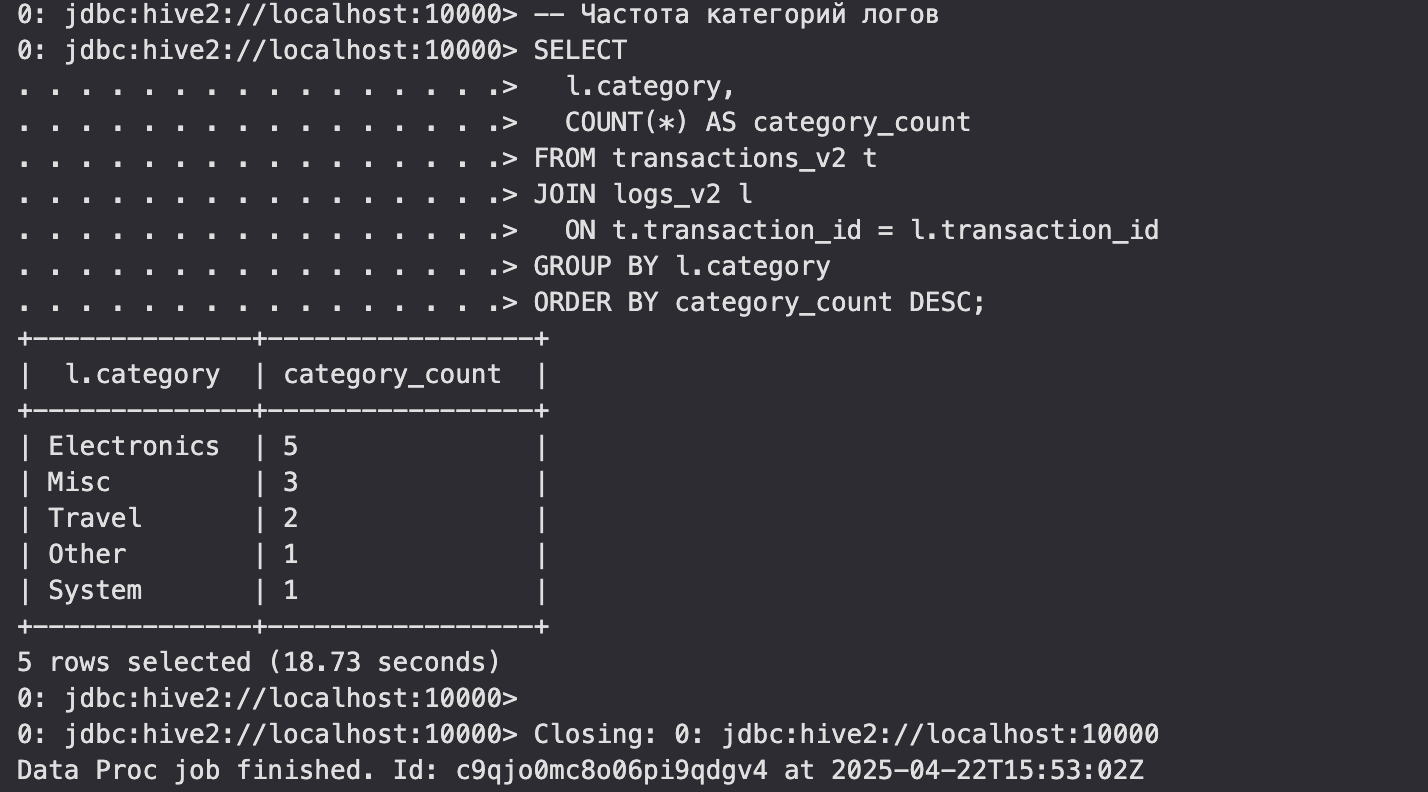 0: jdbc:hive2://localhost:10000> -- Частота категорий логов
0: jdbc:hive2://localhost:10000> SELECT
. . . . . . . . . . . . . . . .>   l.category,
. . . . . . . . . . . . . . . .>   COUNT(*) AS category_count
. . . . . . . . . . . . . . . .> FROM transactions_v2 t
. . . . . . . . . . . . . . . .> JOIN logs_v2 l
. . . . . . . . . . . . . . . .>   ON t.transaction_id = l.transaction_id
. . . . . . . . . . . . . . . .> GROUP BY l.category
. . . . . . . . . . . . . . . .> ORDER BY category_count DESC;
+--------------+-----------------+
|  l.category  | category_count  |
+--------------+-----------------+
| Electronics  | 5               |
| Misc         | 3               |
| Travel       | 2               |
| Other        | 1               |
| System       | 1               |
+--------------+-----------------+
5 rows selected (18.73 seconds)
0: jdbc:hive2://localhost:10000>
0: jdbc:hive2://localhost:10000> Closing: 0: jdbc:hive2://localhost:10000
Data Proc job finished. Id: c9qjo0mc8o06pi9qdgv4 at 2025-04-22T15:53:02Z